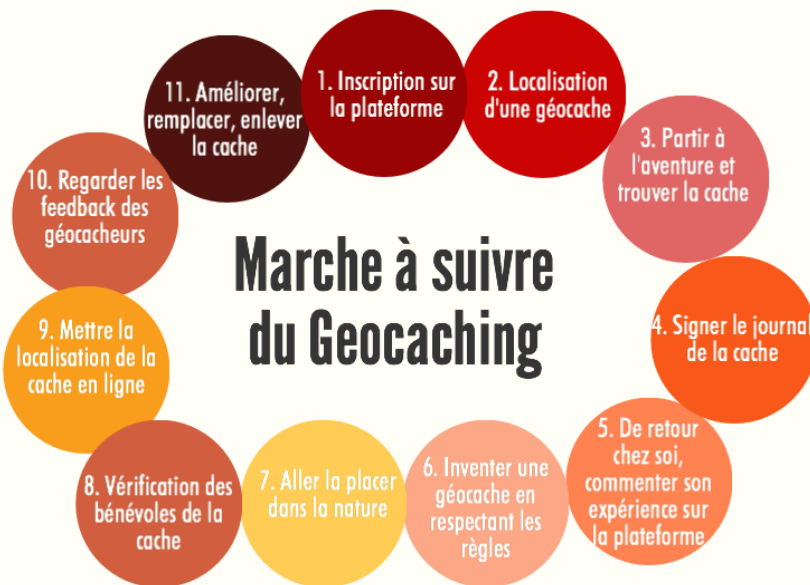 Marche à suivre
du Geocaching
1. Inscription sur
la plateforme
2. Localisation
d'une géocache
3. Partir à
l'aventure et
trouver la cache
4. Signer le journal
de la cache
5. De retour
chez soi,
commenter son
expérience sur
la plateforme
6. Inventer une
géocache en
respectant les
règles
7. Aller la placer
dans la nature
8. Vérification des
bénévoles de la
cache
9. Mettre la
localisation de la
cache en ligne
10. Regarder les
feedback des
géocacheurs
11. Améliorer,
remplacer, enlever
la cache